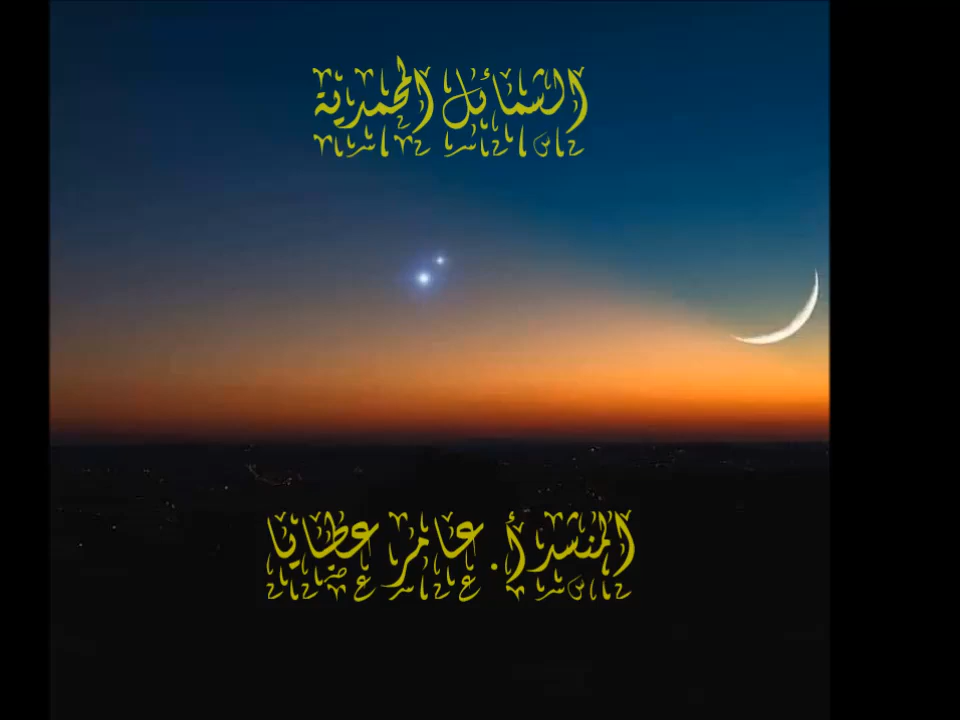 الشمائل المحمدية
المنشد أ. عامر عطايا